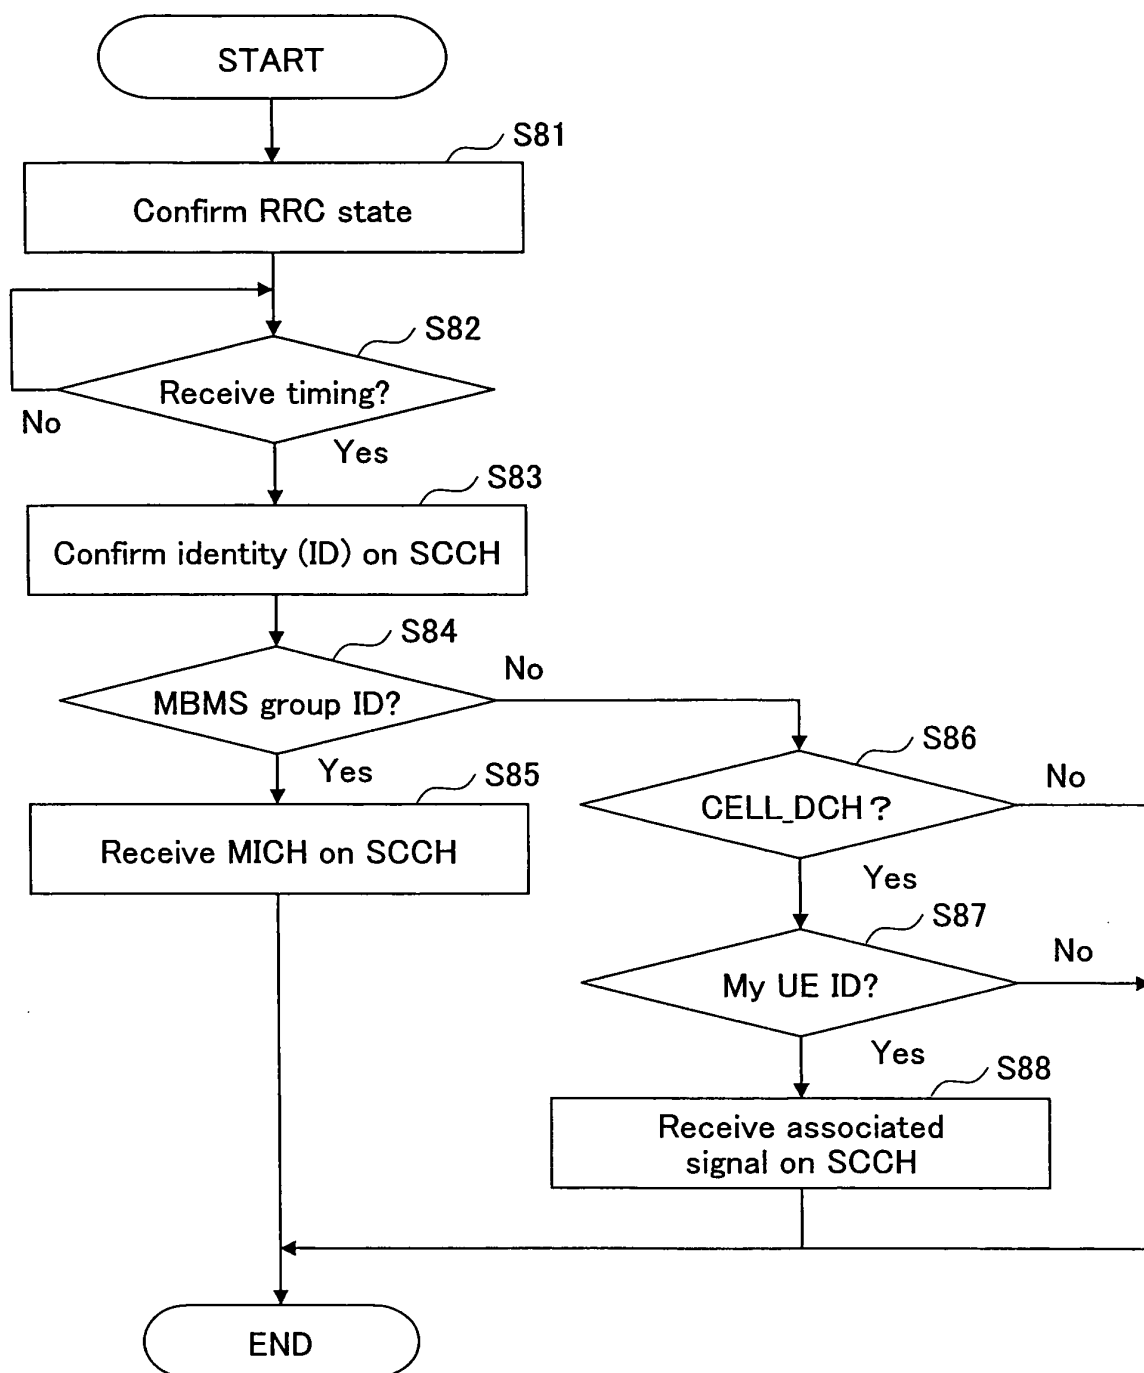 START
S81
Confirm RRC state
S82
Receive timing?
No
Yes
S83
Confirm identity (ID) on SCCH
S84
No
MBMS group ID?
Yes
S85
Receive MICH on SCCH
S86
No
CELL_DCH?
Yes
S87
No
My UE ID?
Yes
S88
Receive associated
signal on SCCH
END